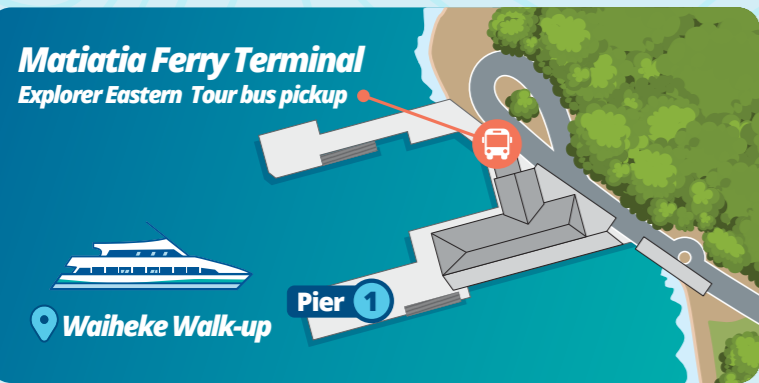 Matiatia Ferry Terminal
Explorer Eastern Tour bus pickup
Pier 1
Waiheke Walk-up